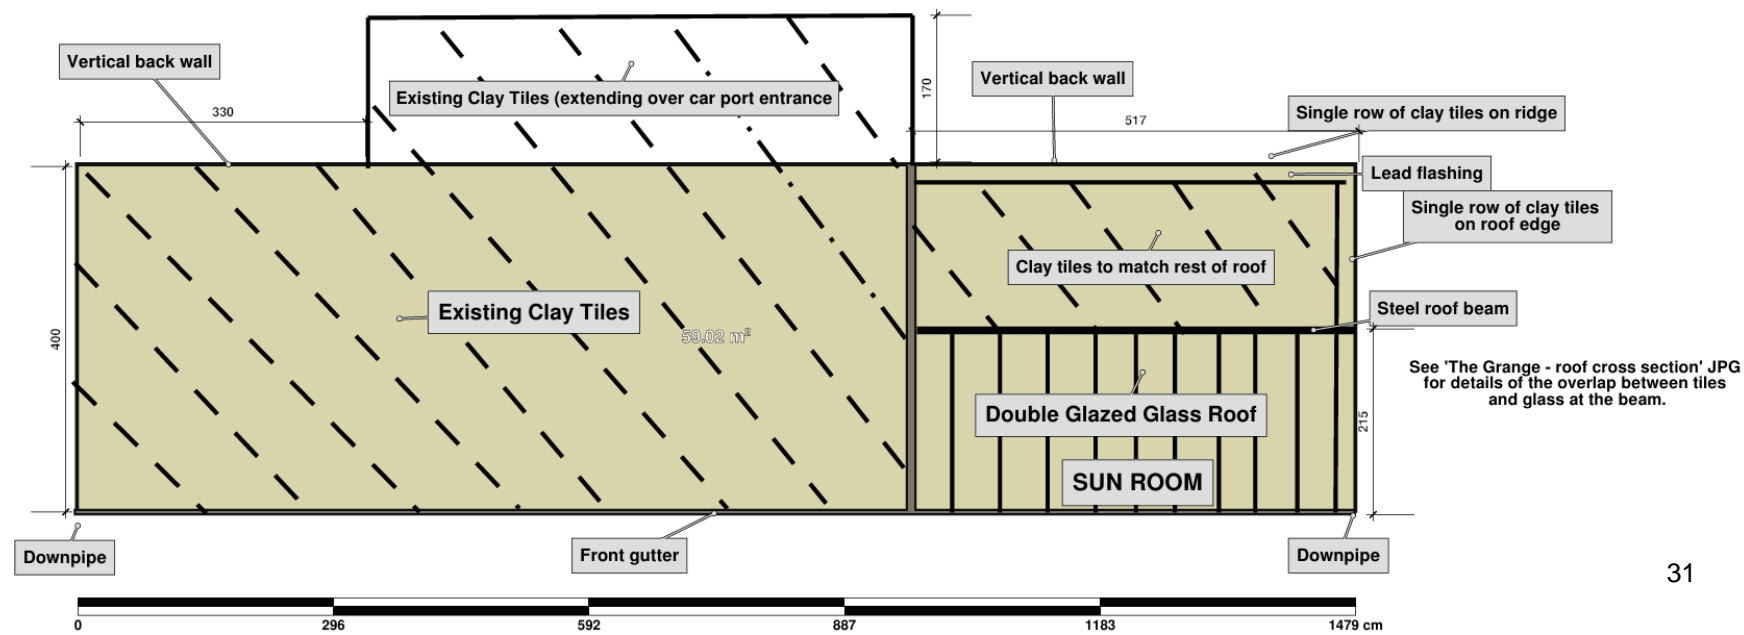 Vertical back wall
330
Existing Clay Tiles (extending over car port entrance
170
Vertical back wall
517
Single row of clay tiles on ridge
Lead flashing
Single row of clay tiles
on roof edge
Clay tiles to match rest of roof
Existing Clay Tiles
59.02 m²
400
Steel roof beam
See 'The Grange - roof cross section' JPG
for details of the overlap between tiles
and glass at the beam.
Double Glazed Glass Roof
215
SUN ROOM
Downpipe
Front gutter
Downpipe
31
0
296
592
887
1183
1479 cm